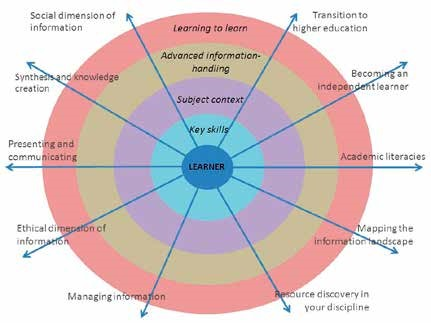 Social dimension of
information
Transition to
higher education
Learning to learn
Advanced information-
handling
Synthesis and knowledge
creation
Becoming an
independent learner
Subject context
Key skills
Presenting and
communicating
LEARNER
Academic literacies
Ethical dimension of
information
Mapping the
information landscape
Managing information
Resource discovery in
your discipline